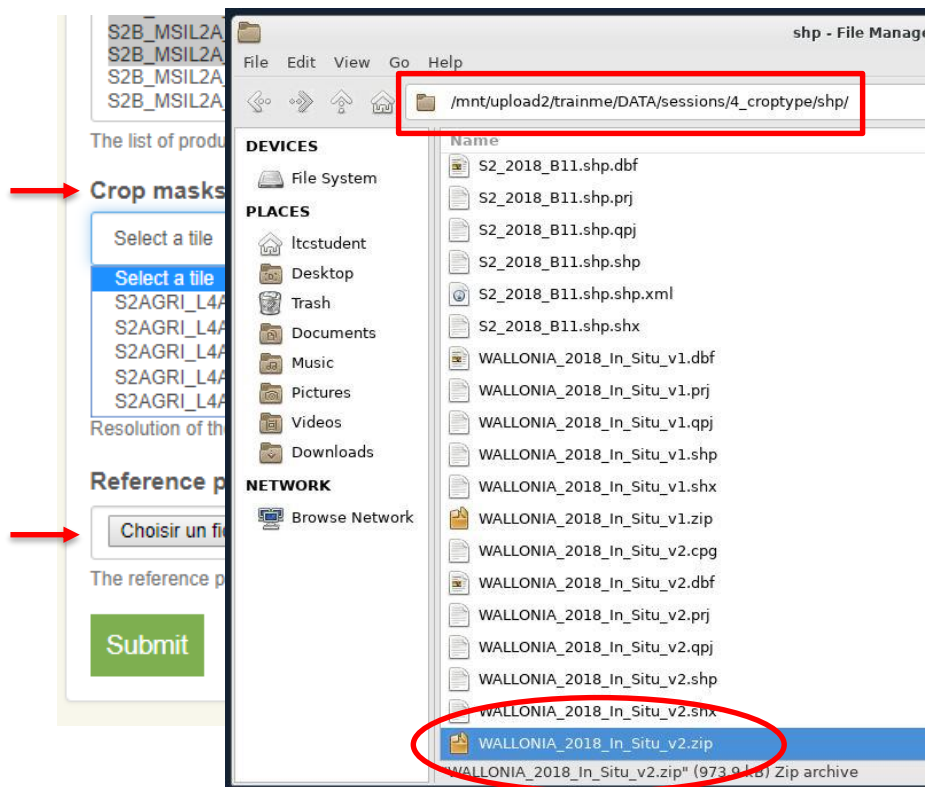 S2B_MSIL2A_
S2B_MSIL2A_
S2B_MSIL2A_
S2B_MSIL2A_
The list of produ
Crop masks
Select a tile
Select a tile
S2AGRI_L4A
S2AGRI_L4A
S2AGRI_L4A
S2AGRI_L4A
S2AGRI_L4A
Resolution of th
Reference p
Choisir un fic
The reference p
Submit
shp - File Manage
File Edit View Go Help
/mnt/upload2/trainme/DATA/sessions/4_croptype/shp/
DEVICES
File System
PLACES
ltcstudent
Desktop
Trash
Documents
Music
Pictures
Videos
Downloads
NETWORK
Browse Network
Name
S2_2018_B11.shp.dbf
S2_2018_B11.shp.prj
S2_2018_B11.shp.qpj
S2_2018_B11.shp.shp
S2_2018_B11.shp.shp.xml
S2_2018_B11.shp.shx
WALLONIA_2018_In_Situ_v1.dbf
WALLONIA_2018_In_Situ_v1.prj
WALLONIA_2018_In_Situ_v1.qpj
WALLONIA_2018_In_Situ_v1.shp
WALLONIA_2018_In_Situ_v1.shx
WALLONIA_2018_In_Situ_v1.zip
WALLONIA_2018_In_Situ_v2.cpg
WALLONIA_2018_In_Situ_v2.dbf
WALLONIA_2018_In_Situ_v2.prj
WALLONIA_2018_In_Situ_v2.qpj
WALLONIA_2018_In_Situ_v2.shp
WALLONIA_2018_In_Situ_v2.shx
WALLONIA_2018_In_Situ_v2.zip
"WALLONIA_2018_In_Situ_v2.zip" (973.9 kB) Zip archive